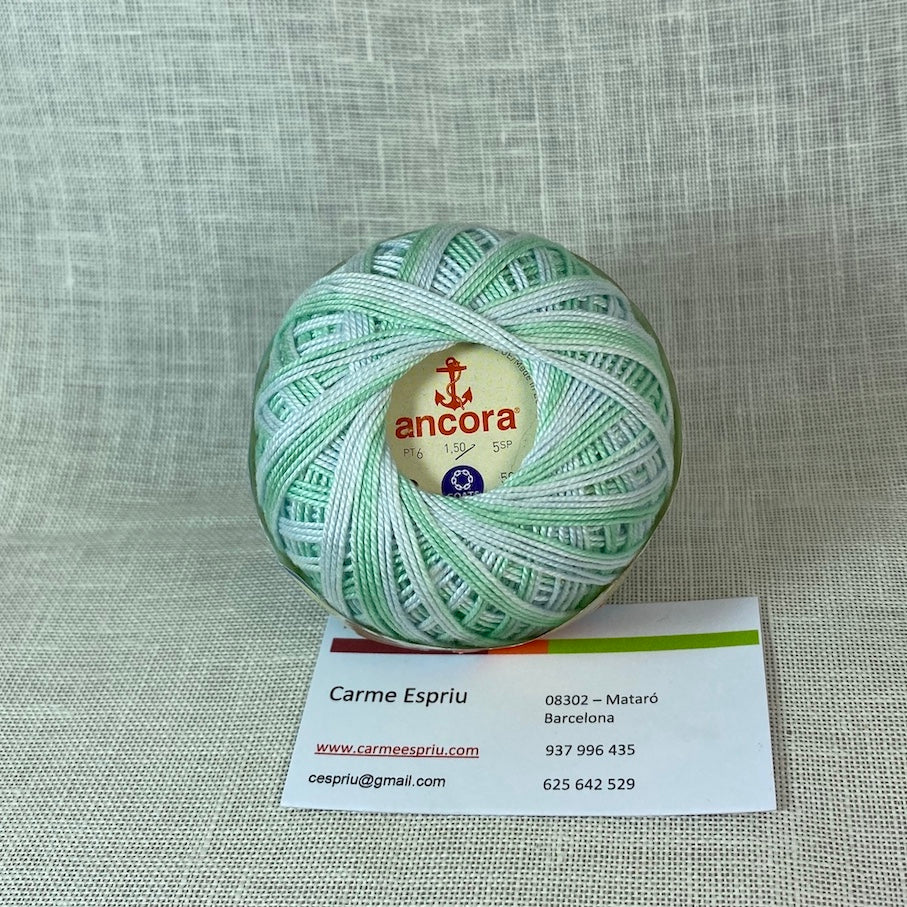 ancora®
PT6 1,50 5SP
COATS
Carme Espriu
08302 – Mataró
Barcelona
www.carmeespriu.com
937 996 435
cespriu@gmail.com
625 642 529